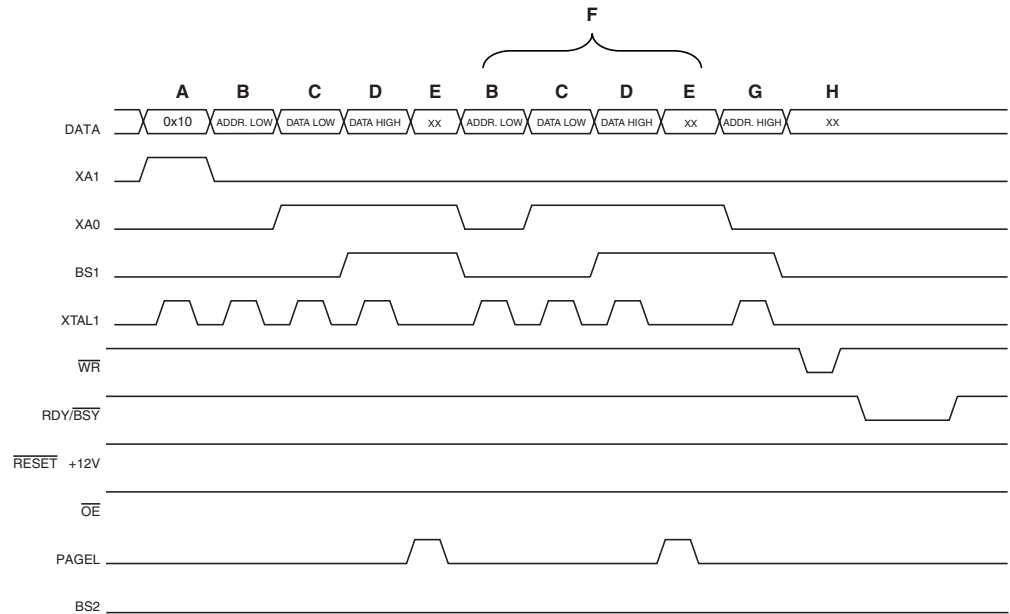 F
A B C D E B C D E G H
DATA 0x10 ADDR. LOW DATA LOW DATA HIGH XX ADDR. LOW DATA LOW DATA HIGH XX ADDR. HIGH XX
XA1
XA0
BS1
XTAL1
WR
RDY/BSY
RESET +12V
OE
PAGEL
BS2